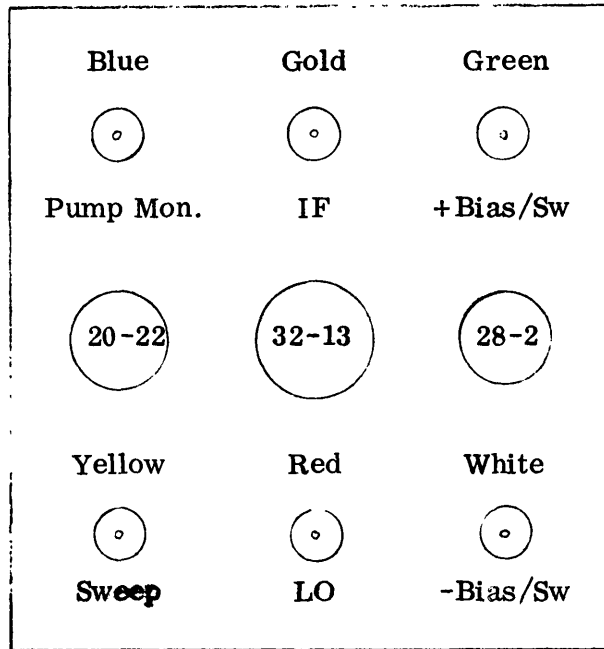 Blue Gold Green
Pump Mon. IF +Bias/Sw
20-22 32-13 28-2
Yellow Red White
Sweep LO -Bias/Sw